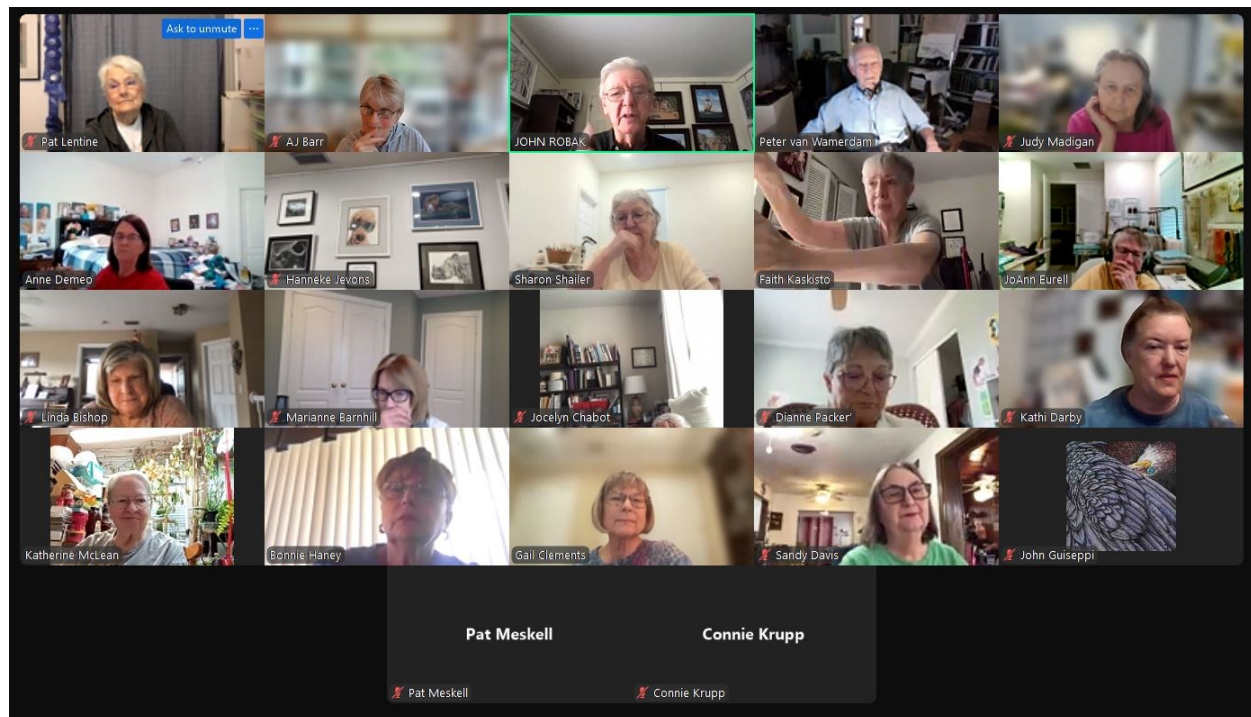 Ask to unmute ...
Pat Lentine
AJ Barr
JOHN ROBAK
Peter van Wamerdam
Judy Madigan
Anne Demeo
Hanneke Jevons
Sharon Shailer
Faith Kaskisto
JoAnn Eurell
Linda Bishop
Marianne Barnhill
Jocelyn Chabot
Dianne Packer'
Kathi Darby
Katherine McLean
Bonnie Haney
Gail Clements
Sandy Davis
John Guiseppi
Pat Meskell
Connie Krupp
Pat Meskell
Connie Krupp